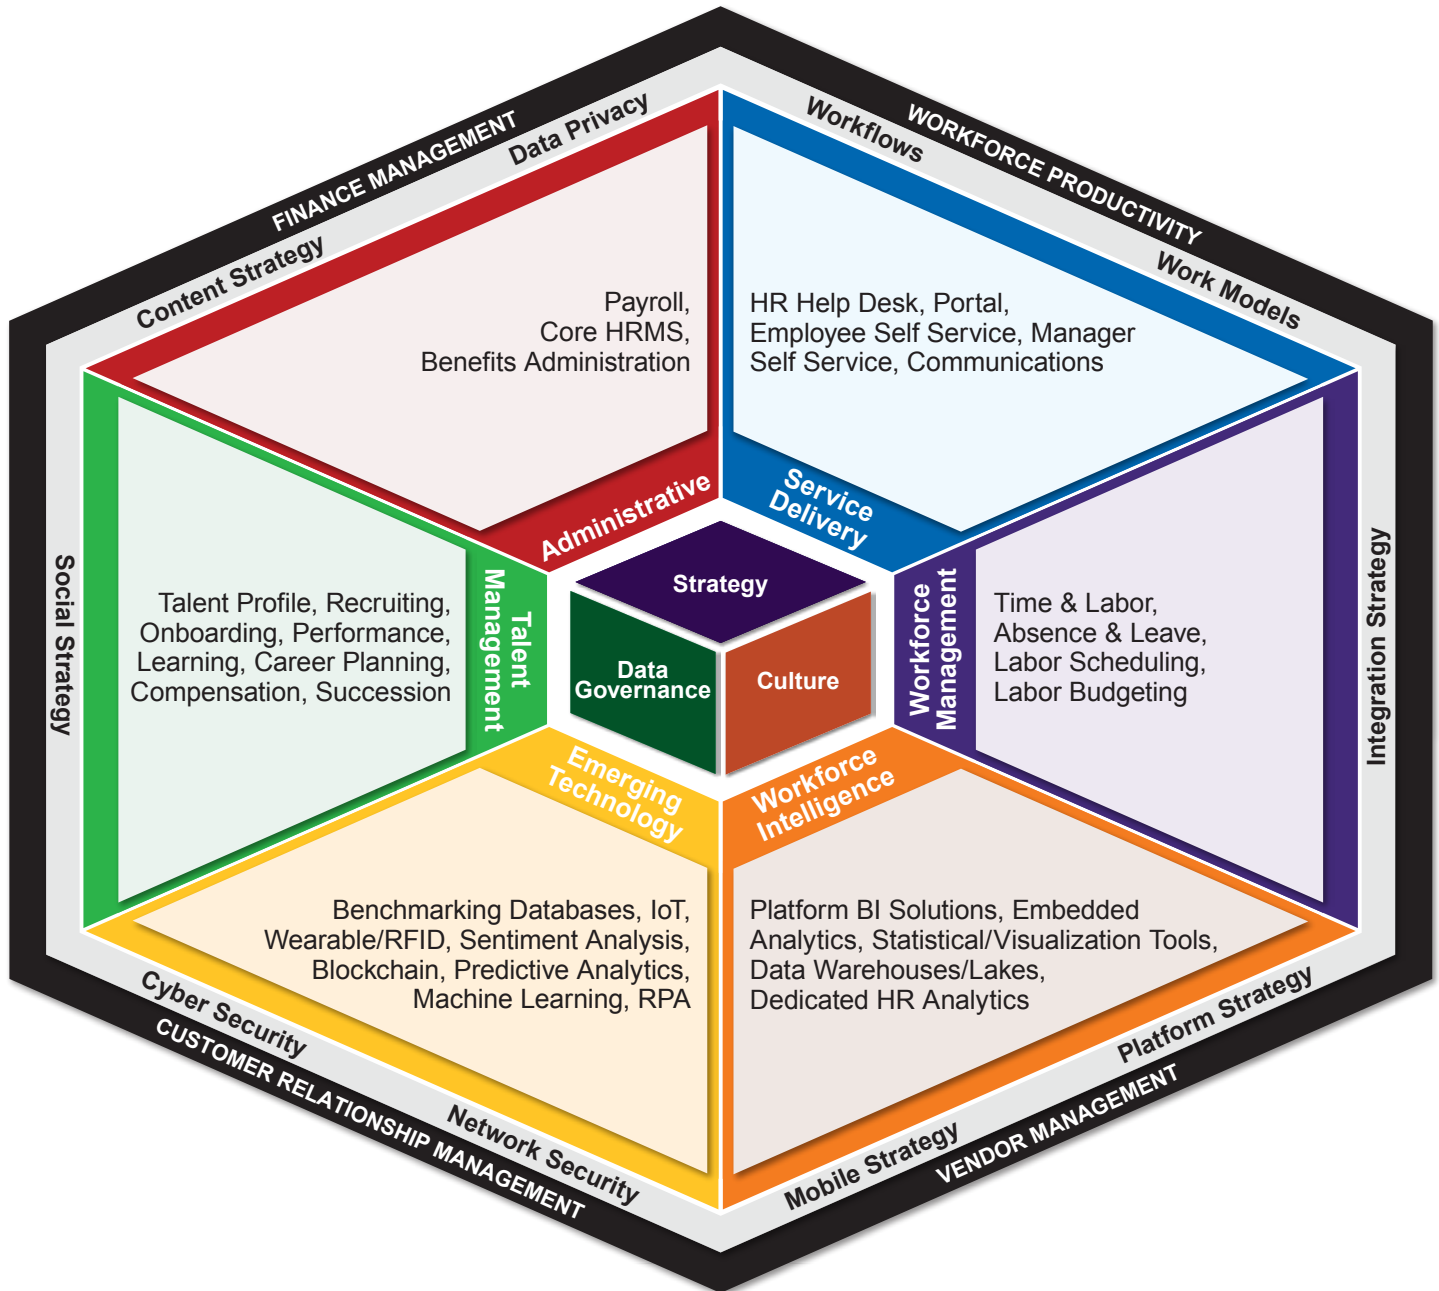 FINANCE MANAGEMENT
WORKFORCE PRODUCTIVITY
Content Strategy
Data Privacy
Workflows
Work Models
Payroll,
Core HRMS,
Benefits Administration
Administrative
HR Help Desk, Portal,
Employee Self Service, Manager
Self Service, Communications
Service
Delivery
Social Strategy
Talent Profile, Recruiting,
Onboarding, Performance,
Learning, Career Planning,
Compensation, Succession
Talent
Management
Strategy
Data
Governance
Culture
Workforce
Management
Time & Labor,
Absence & Leave,
Labor Scheduling,
Labor Budgeting
Integration Strategy
Emerging
Technology
Benchmarking Databases, IoT,
Wearable/RFID, Sentiment Analysis,
Blockchain, Predictive Analytics,
Machine Learning, RPA
Workforce
Intelligence
Platform BI Solutions, Embedded
Analytics, Statistical/Visualization Tools,
Data Warehouses/Lakes,
Dedicated HR Analytics
Cyber Security
Network Security
Mobile Strategy
Platform Strategy
CUSTOMER RELATIONSHIP MANAGEMENT
VENDOR MANAGEMENT